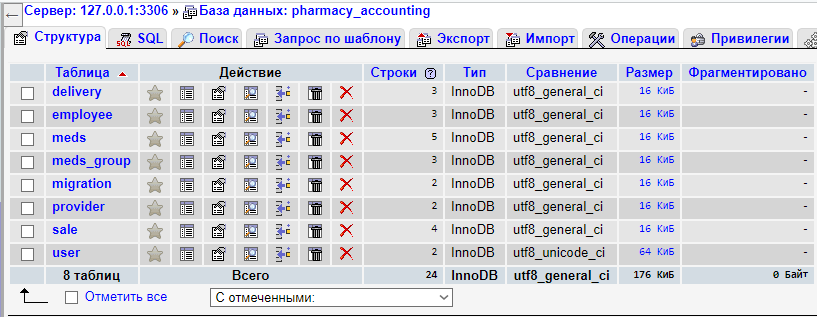 Сервер: 127.0.0.1:3306 » База данных: pharmacy_accounting
Структура SQL Поиск Запрос по шаблону Экспорт Импорт Операции Привилегии
Таблица Действие Строки Тип Сравнение Размер Фрагментировано
delivery 3 InnoDB utf8_general_ci 16 КиБ -
employee 3 InnoDB utf8_general_ci 16 КиБ -
meds 5 InnoDB utf8_general_ci 16 КиБ -
meds_group 3 InnoDB utf8_general_ci 16 КиБ -
migration 2 InnoDB utf8_general_ci 16 КиБ -
provider 2 InnoDB utf8_general_ci 16 КиБ -
sale 4 InnoDB utf8_general_ci 16 КиБ -
user 2 InnoDB utf8_unicode_ci 64 КиБ -
8 таблиц Всего 24 InnoDB utf8_general_ci 176 КиБ 0 Байт
Отметить все С отмеченными: